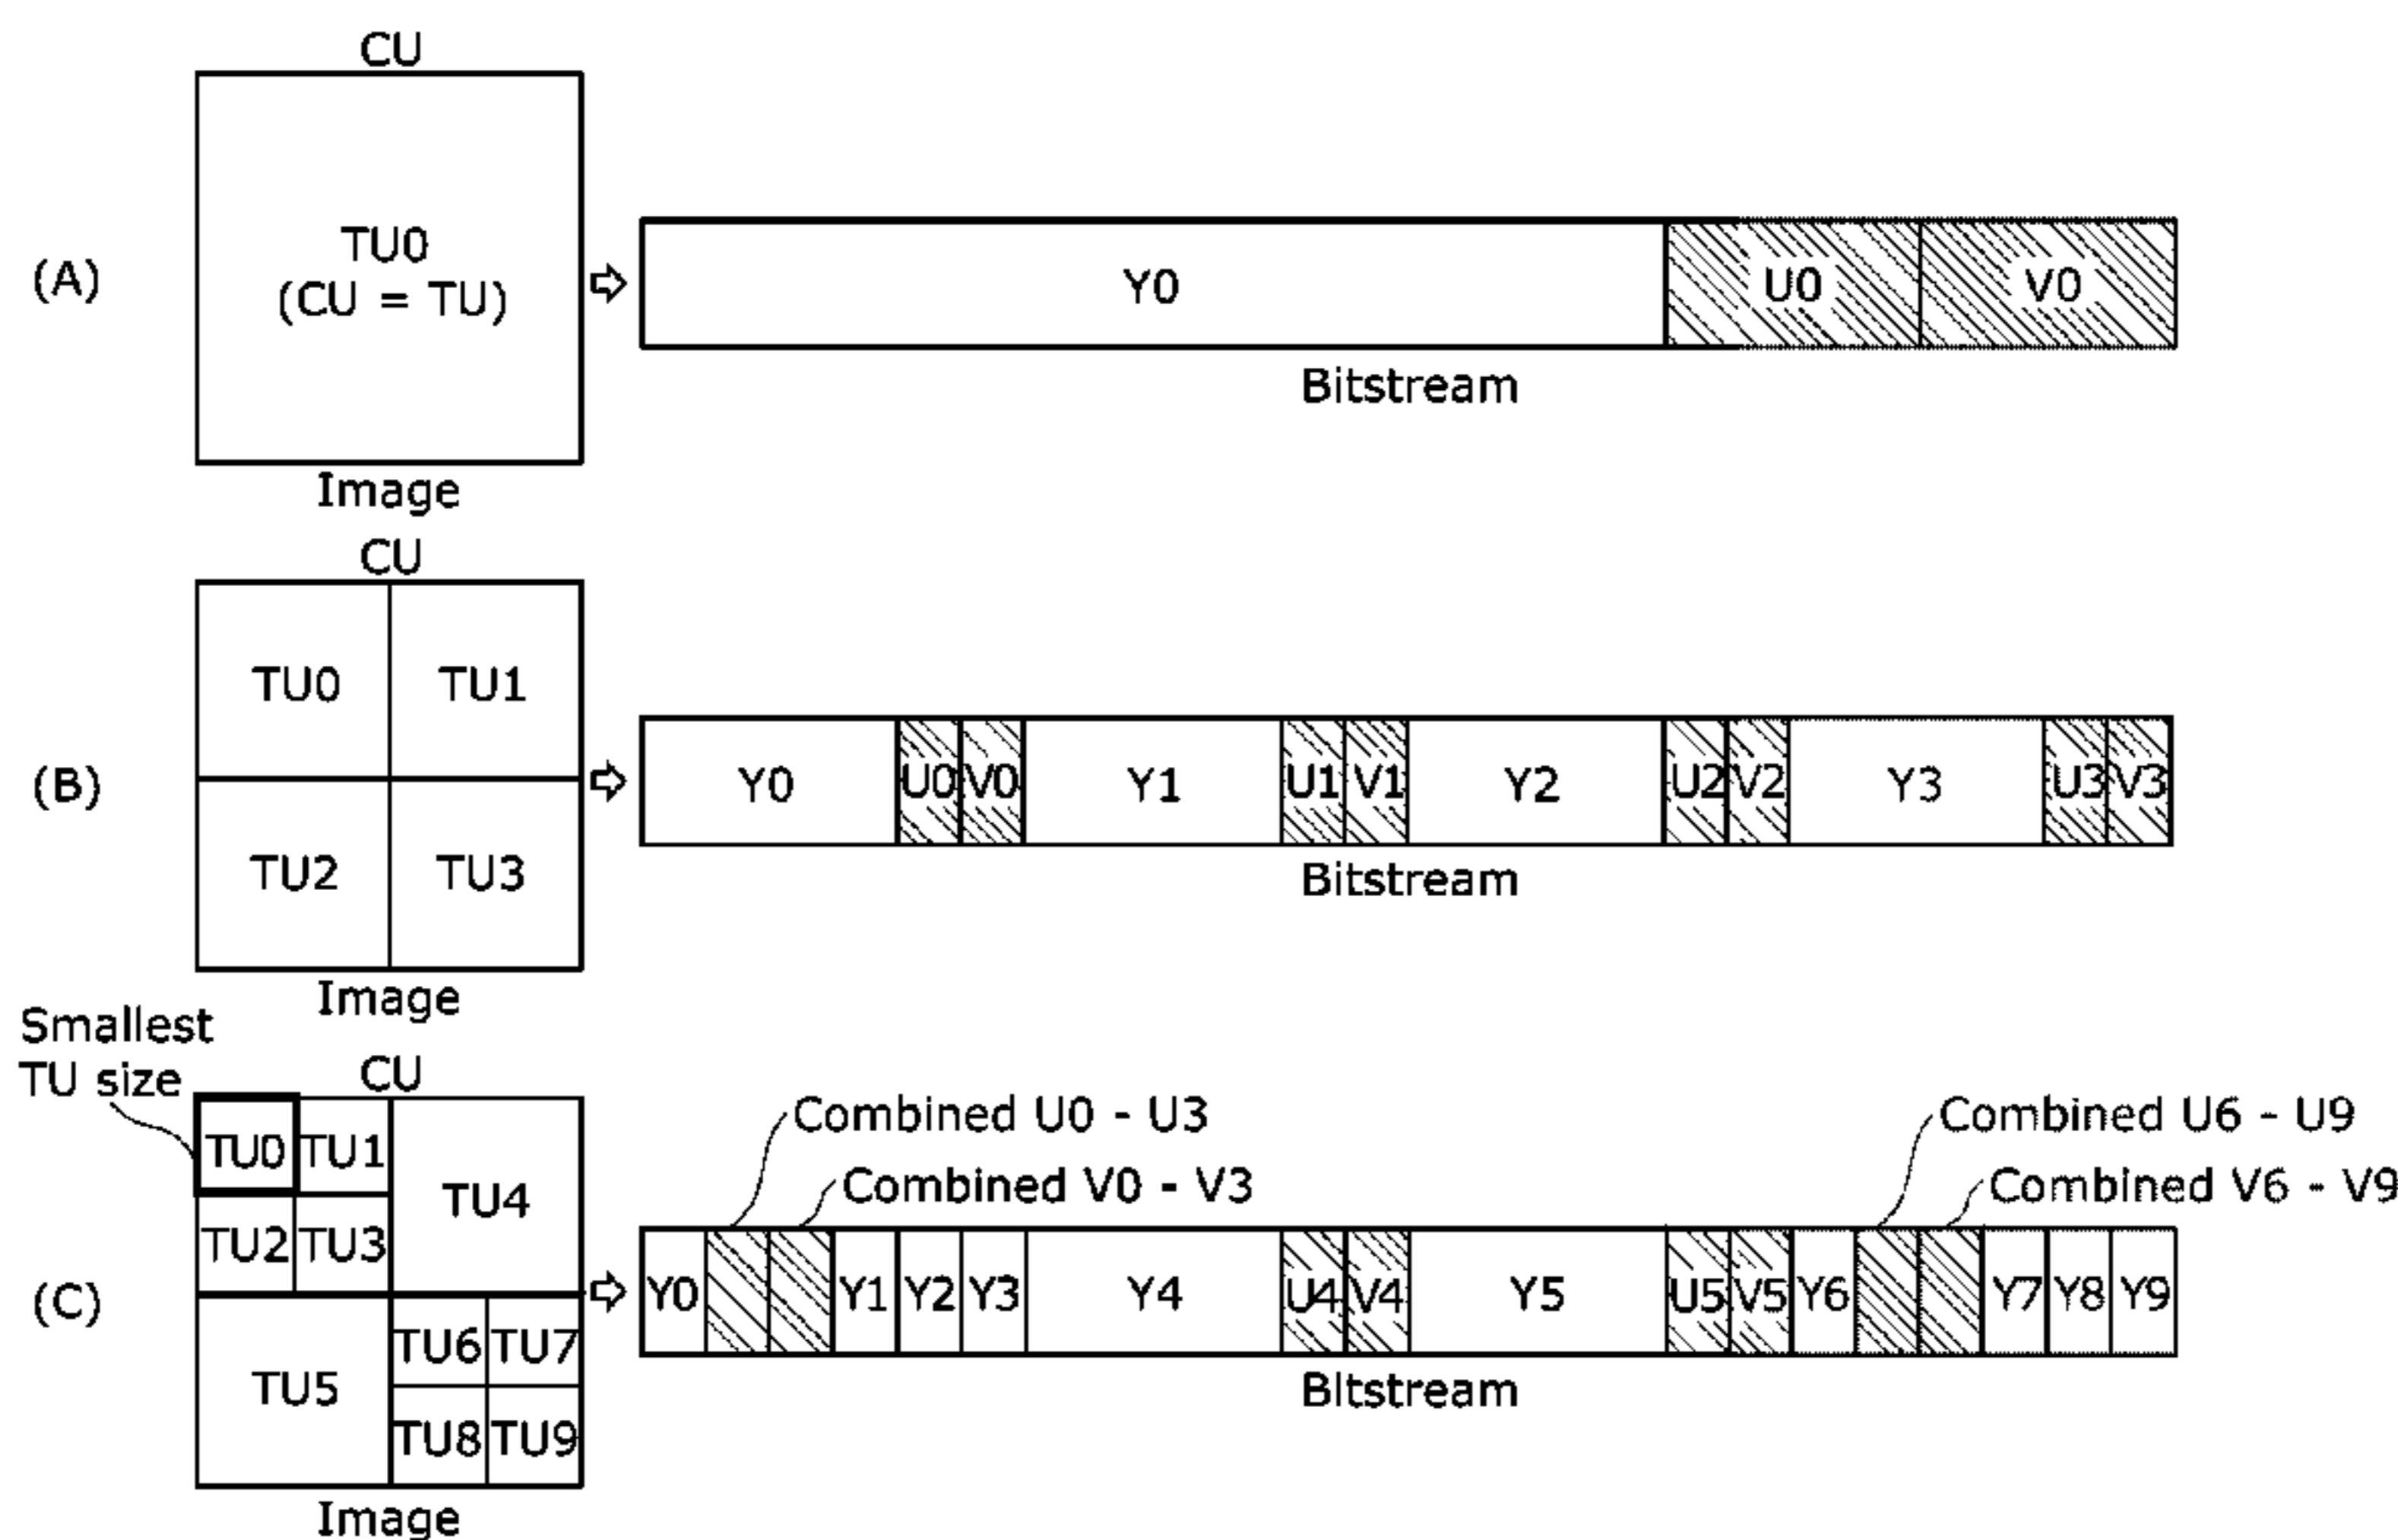 CU
(A)
TU0
(CU = TU)
Y0 U0 V0
Bitstream
Image
CU
(B)
TU0 TU1
TU2 TU3
Y0 U0 V0 Y1 U1 V1 Y2 U2 V2 Y3 U3 V3
Bitstream
Image
Smallest
TU size
CU
Combined U0 - U3
Combined V0 - V3
Combined U6 - U9
Combined V6 - V9
(C)
TU0 TU1
TU4
TU2 TU3
TU5
TU6 TU7
TU8 TU9
Y0 Y1 Y2 Y3 Y4 U4 V4 Y5 U5 V5 Y6 Y7 Y8 Y9
Bitstream
Image